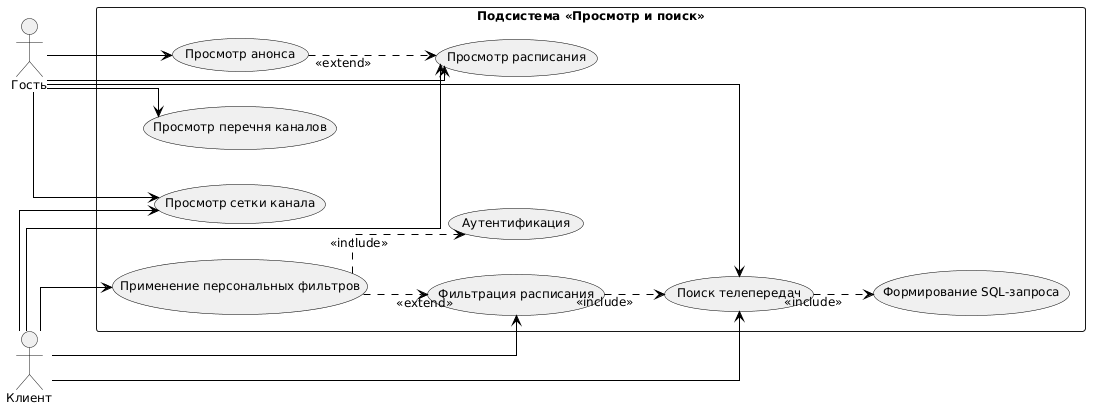 Подсистема «Просмотр и поиск»
Гость
Просмотр анонса
«extend»
Просмотр расписания
Просмотр перечня каналов
Просмотр сетки канала
Аутентификация
«include»
Применение персональных фильтров
«extend»
Фильтрация расписания
«include»
Поиск телепередач
«include»
Формирование SQL-запроса
Клиент